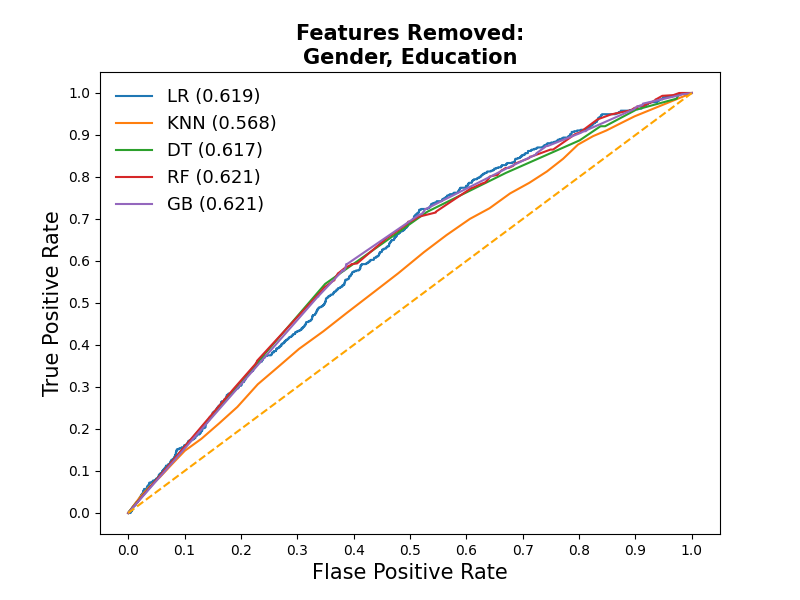 Features Removed:
Gender, Education
LR (0.619)
KNN (0.568)
DT (0.617)
RF (0.621)
GB (0.621)
True Positive Rate
1.0
0.9
0.8
0.7
0.6
0.5
0.4
0.3
0.2
0.1
0.0
0.0 0.1 0.2 0.3 0.4 0.5 0.6 0.7 0.8 0.9 1.0
Flase Positive Rate